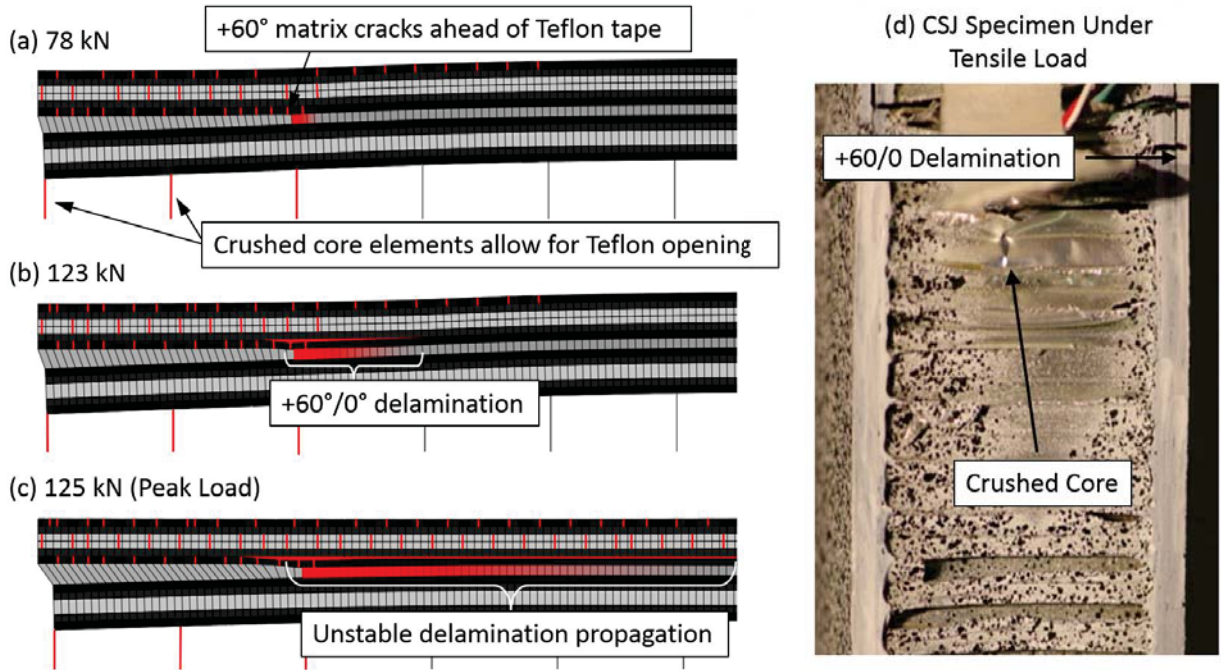 (a) 78 kN
+60° matrix cracks ahead of Teflon tape
Crushed core elements allow for Teflon opening
(b) 123 kN
+60°/0° delamination
(c) 125 kN (Peak Load)
Unstable delamination propagation
(d) CSJ Specimen Under
Tensile Load
+60/0 Delamination
Crushed Core